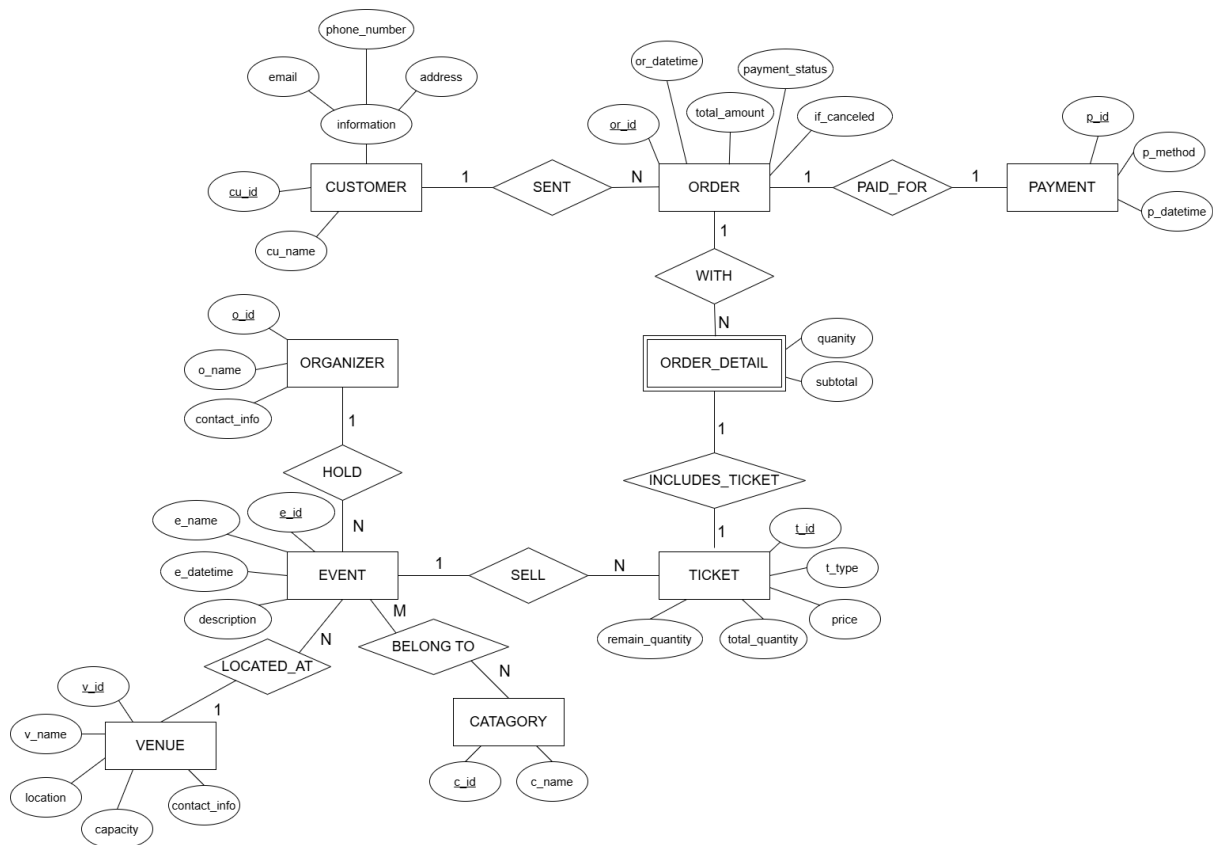 phone_number
email
address
information
cu_id
CUSTOMER
cu_name
1
SENT
N
or_datetime
payment_status
or_id
total_amount
if_canceled
ORDER
1
PAID_FOR
1
p_id
p_method
PAYMENT
p_datetime
1
WITH
N
ORDER_DETAIL
quanity
subtotal
1
INCLUDES_TICKET
1
o_id
o_name
ORGANIZER
contact_info
1
HOLD
N
e_name
e_id
e_datetime
EVENT
description
1
SELL
N
t_id
TICKET
t_type
price
remain_quantity
total_quantity
N
LOCATED_AT
1
M
BELONG TO
N
v_id
v_name
VENUE
location
capacity
contact_info
CATAGORY
c_id
c_name